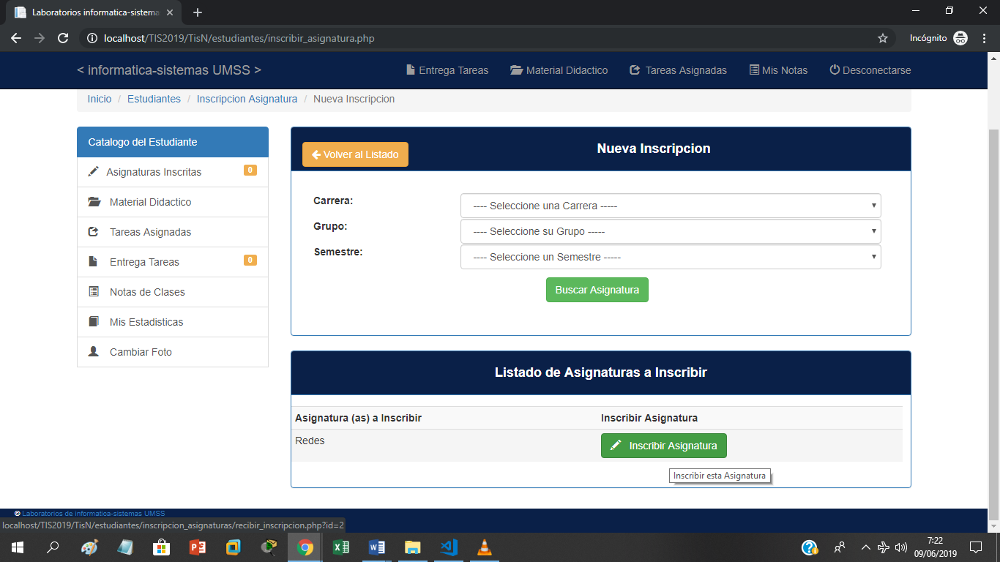 Laboratorios informatica-sistema
localhost/TIS2019/TisN/estudiantes/inscribir_asignatura.php
Incógnito
< informatica-sistemas UMSS >
Entrega Tareas
Material Didactico
Tareas Asignadas
Mis Notas
Desconectarse
Inicio / Estudiantes / Inscripcion Asignatura / Nueva Inscripcion
Catalogo del Estudiante
Asignaturas Inscritas 0
Material Didactico
Tareas Asignadas
Entrega Tareas 0
Notas de Clases
Mis Estadisticas
Cambiar Foto
Volver al Listado
Nueva Inscripcion
Carrera:
---- Seleccione una Carrera -----
Grupo:
---- Seleccione su Grupo -----
Semestre:
---- Seleccione un Semestre -----
Buscar Asignatura
Listado de Asignaturas a Inscribir
Asignatura (as) a Inscribir
Inscribir Asignatura
Redes
Inscribir Asignatura
Inscribir esta Asignatura
© Laboratorios de informatica-sistemas UMSS
localhost/TIS2019/TisN/estudiantes/inscripcion_asignaturas/recibir_inscripcion.php?id=2
7:22
09/06/2019